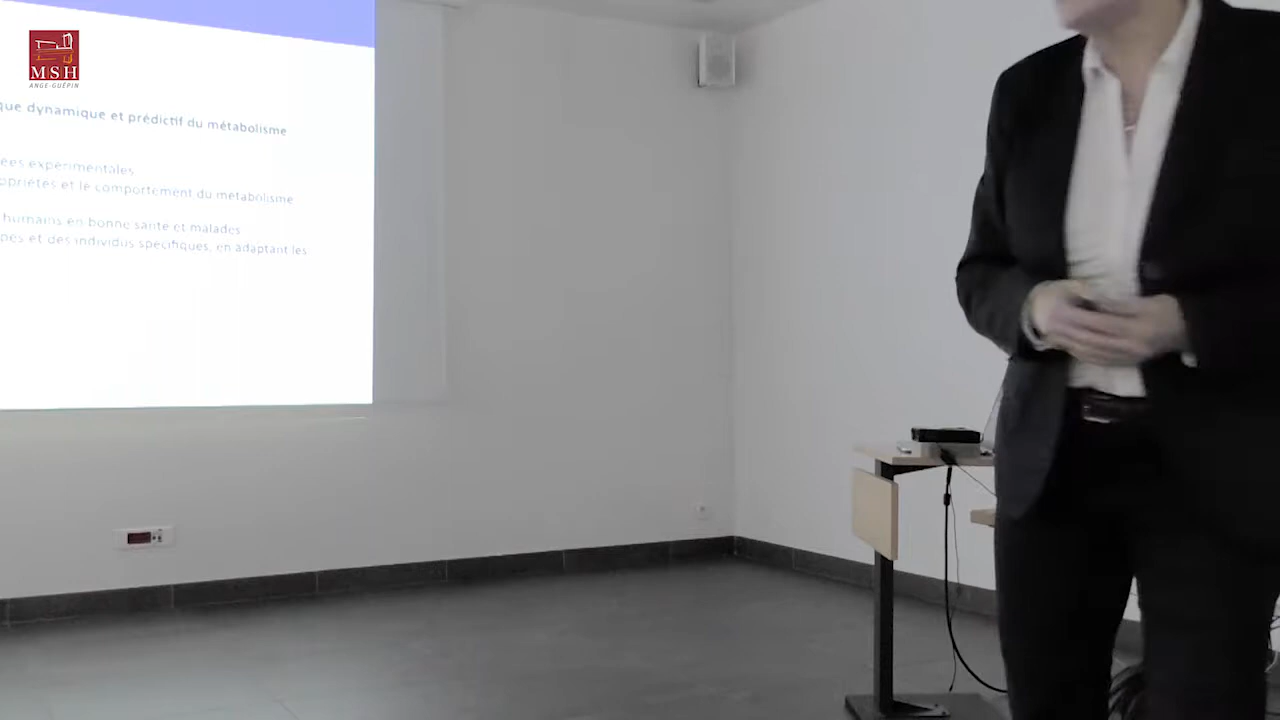 MSH
ANGE-GUÉPIN
que dynamique et prédictif du métabolisme
ées expérimentales
opriétés et le comportement du métabolisme
humains en bonne santé et malades
pes et des individus spécifiques, en adaptant les